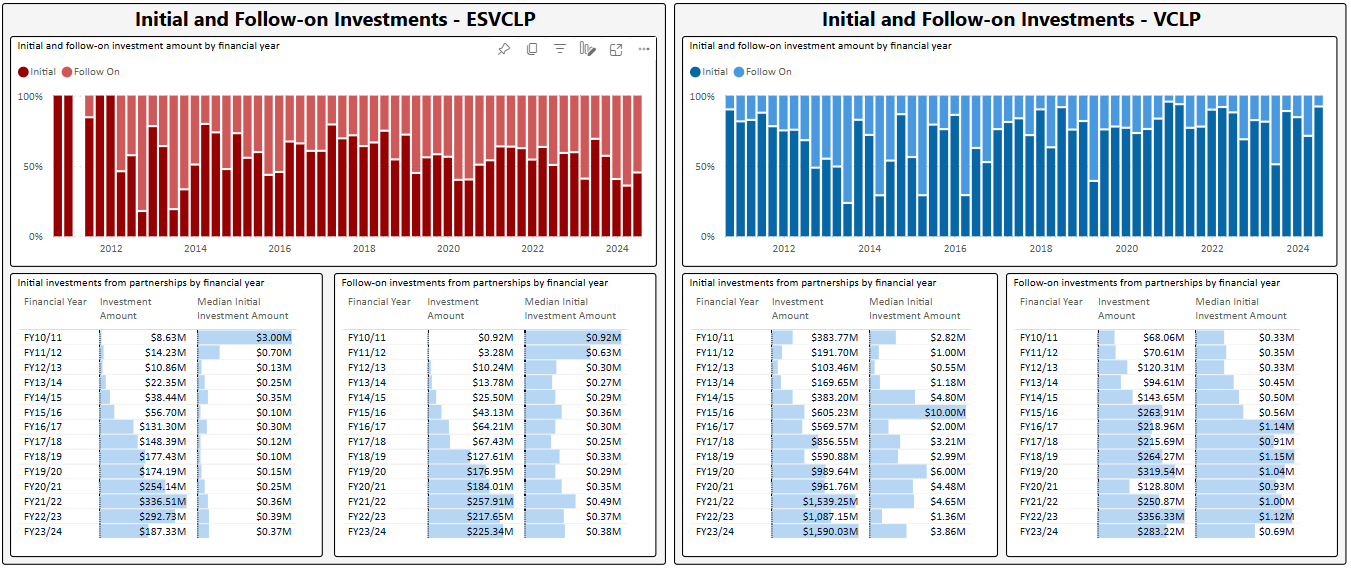 Initial and Follow-on Investments - ESVCLP
Initial and follow-on investment amount by financial year
Initial Follow On
100%
50%
0%
2012 2014 2016 2018 2020 2022 2024
Initial investments from partnerships by financial year
Financial Year Investment Amount Median Initial Investment Amount
FY10/11 $8.63M $3.00M
FY11/12 $14.23M $0.70M
FY12/13 $10.86M $0.13M
FY13/14 $22.35M $0.25M
FY14/15 $38.44M $0.35M
FY15/16 $56.70M $0.10M
FY16/17 $131.30M $0.30M
FY17/18 $148.39M $0.12M
FY18/19 $177.43M $0.10M
FY19/20 $174.19M $0.15M
FY20/21 $254.14M $0.25M
FY21/22 $336.51M $0.36M
FY22/23 $292.73M $0.39M
FY23/24 $187.33M $0.37M
Follow-on investments from partnerships by financial year
Financial Year Investment Amount Median Initial Investment Amount
FY10/11 $0.92M $0.92M
FY11/12 $3.28M $0.63M
FY12/13 $10.24M $0.30M
FY13/14 $13.78M $0.27M
FY14/15 $25.50M $0.29M
FY15/16 $43.13M $0.36M
FY16/17 $64.21M $0.30M
FY17/18 $67.43M $0.25M
FY18/19 $127.61M $0.33M
FY19/20 $176.95M $0.29M
FY20/21 $184.01M $0.35M
FY21/22 $257.91M $0.49M
FY22/23 $217.65M $0.37M
FY23/24 $225.34M $0.38M
Initial and Follow-on Investments - VCLP
Initial and follow-on investment amount by financial year
Initial Follow On
100%
50%
0%
2012 2014 2016 2018 2020 2022 2024
Initial investments from partnerships by financial year
Financial Year Investment Amount Median Initial Investment Amount
FY10/11 $383.77M $2.82M
FY11/12 $191.70M $1.00M
FY12/13 $103.46M $0.55M
FY13/14 $169.65M $1.18M
FY14/15 $383.20M $4.80M
FY15/16 $605.23M $10.00M
FY16/17 $569.57M $2.00M
FY17/18 $856.55M $3.21M
FY18/19 $590.88M $2.99M
FY19/20 $989.64M $6.00M
FY20/21 $961.76M $4.48M
FY21/22 $1,539.25M $4.65M
FY22/23 $1,087.15M $1.36M
FY23/24 $1,590.03M $3.86M
Follow-on investments from partnerships by financial year
Financial Year Investment Amount Median Initial Investment Amount
FY10/11 $68.06M $0.33M
FY11/12 $70.61M $0.35M
FY12/13 $120.31M $0.33M
FY13/14 $94.61M $0.45M
FY14/15 $143.65M $0.50M
FY15/16 $263.91M $0.56M
FY16/17 $218.96M $1.14M
FY17/18 $215.69M $0.91M
FY18/19 $264.27M $1.15M
FY19/20 $319.54M $1.04M
FY20/21 $128.80M $0.93M
FY21/22 $250.87M $1.00M
FY22/23 $356.33M $1.12M
FY23/24 $283.22M $0.69M